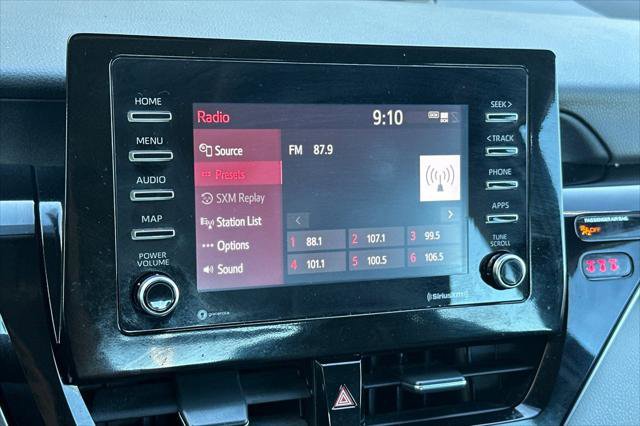 HOME
MENU
AUDIO
MAP
POWER
VOLUME
Radio
9:10
Source
Presets
SXM Replay
Station List
Options
Sound
FM 87.9
1 88.1 2 107.1 3 99.5
4 101.1 5 100.5 6 106.5
SEEK >
< TRACK
PHONE
APPS
TUNE
SCROLL
gracenote
SiriusXM
PASSENGER AIR BAG
OFF